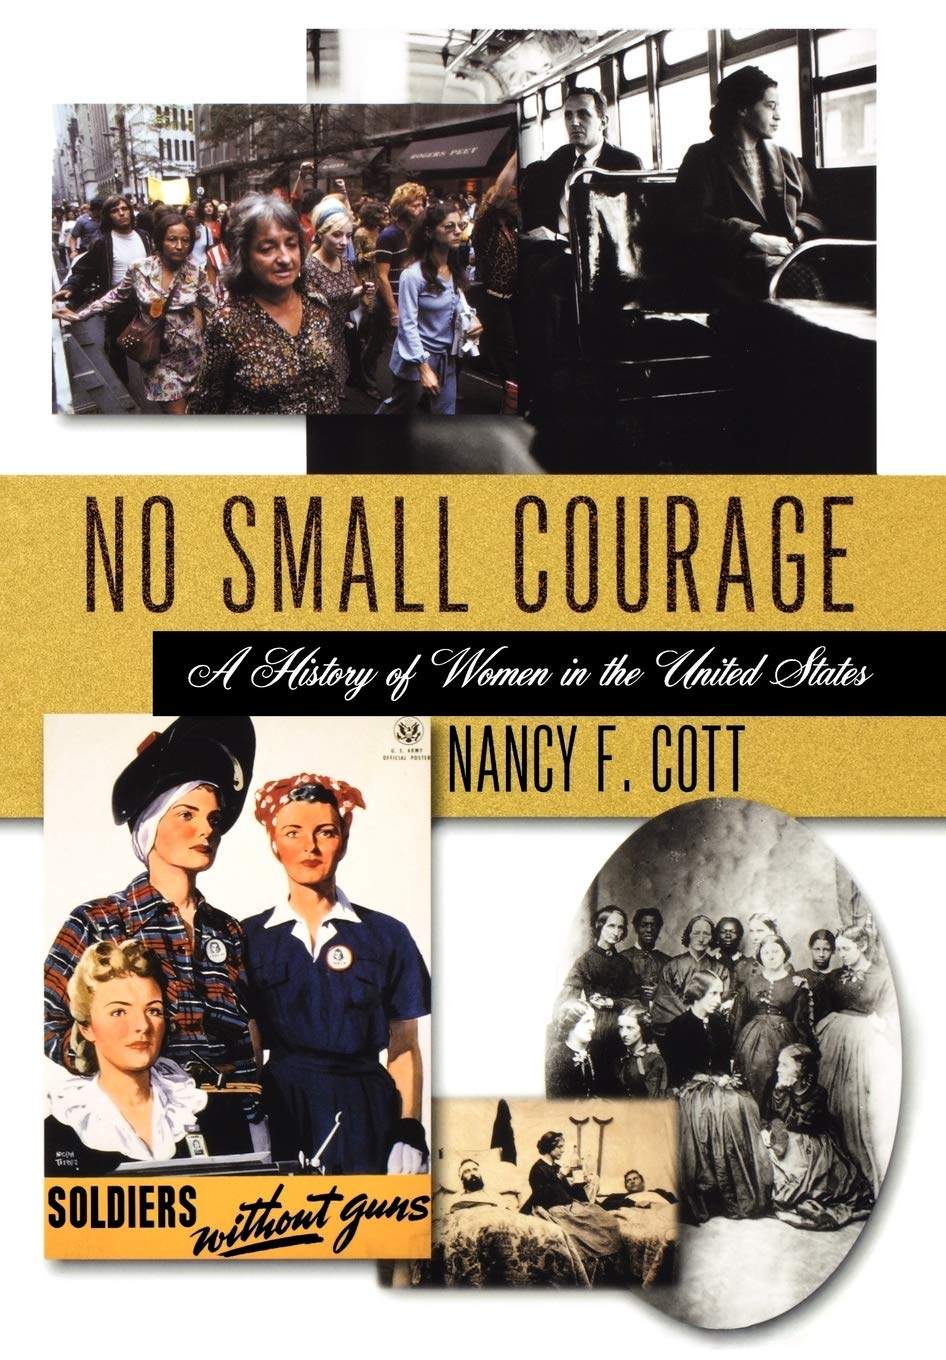 ROGERS PEET
NO SMALL COURAGE
A History of Women in the United States
NANCY F. COTT
U. S. ARMY
OFFICIAL POSTER
SOLDIERS
without guns